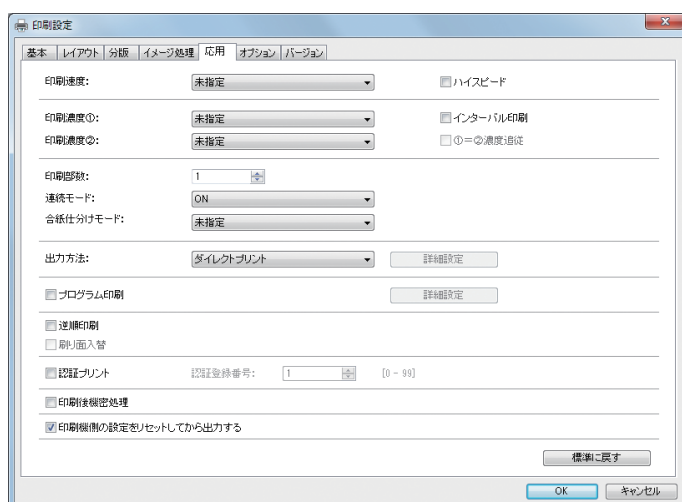 印刷設定
基本 レイアウト 分版 イメージ処理 応用 オプション バージョン
印刷速度: 未指定 ハイスピード
印刷濃度①: 未指定 インターバル印刷
印刷濃度②: 未指定 ①=②濃度追従
印刷部数: 1
連続モード: ON
合紙仕分けモード: 未指定
出力方法: ダイレクトプリント 詳細設定
プログラム印刷 詳細設定
逆順印刷
刷り面入替
認証プリント 認証登録番号: 1 [0 - 99]
印刷後機密処理
印刷機側の設定をリセットしてから出力する
標準に戻す
OK キャンセル